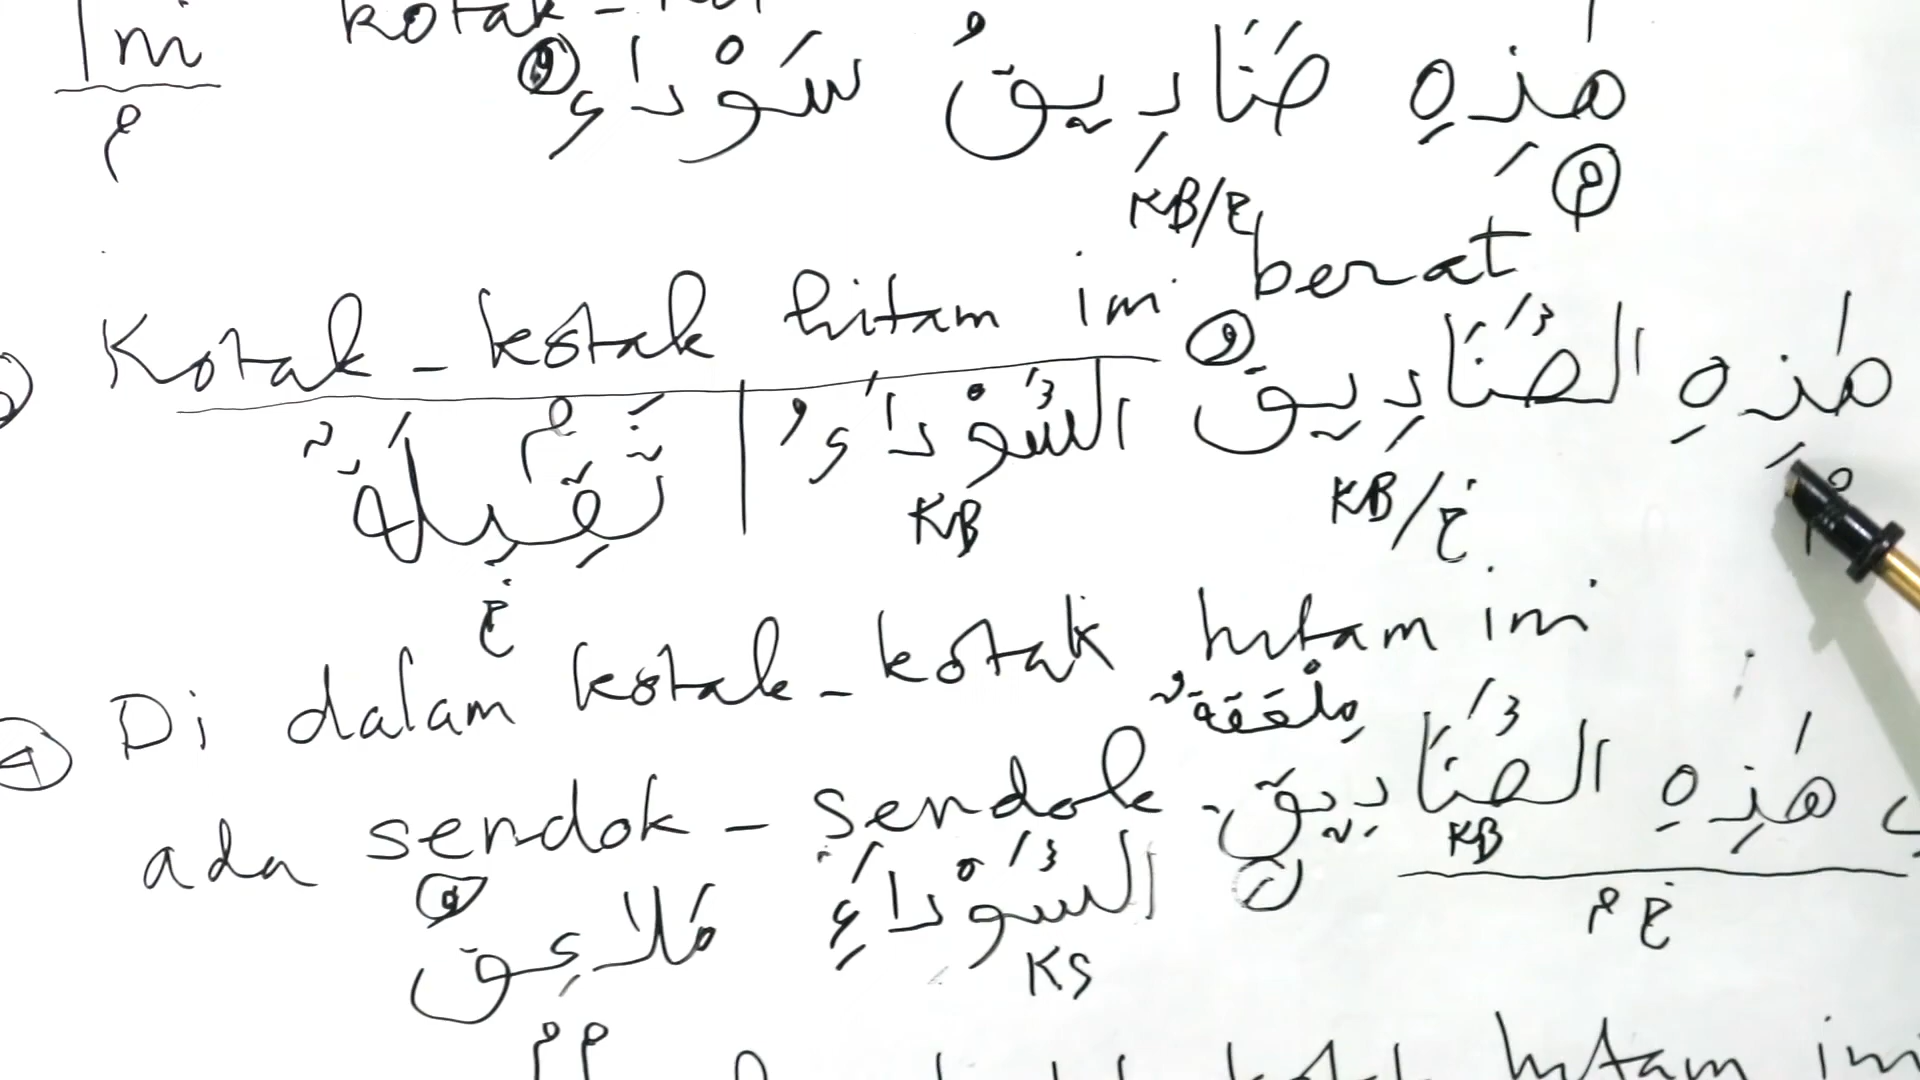 Ini kotak -
هٰذِهِ صَنَادِيقُ سَوْدَاءُ
م
KB/خ
م
Kotak - kotak hitam ini berat
هٰذِهِ الصَّنَادِيقُ السَّوْدَاءُ | ثَقِيلَةٌ
م
KB/خ
KB
خ
Di dalam kotak - kotak hitam ini
ada sendok - sendok
مِلْعَقَةٌ
هٰذِهِ الصَّنَادِيقِ
KB
خ م
السَّوْدَاءِ مَلَاعِقُ
KS
م م
hitam ini